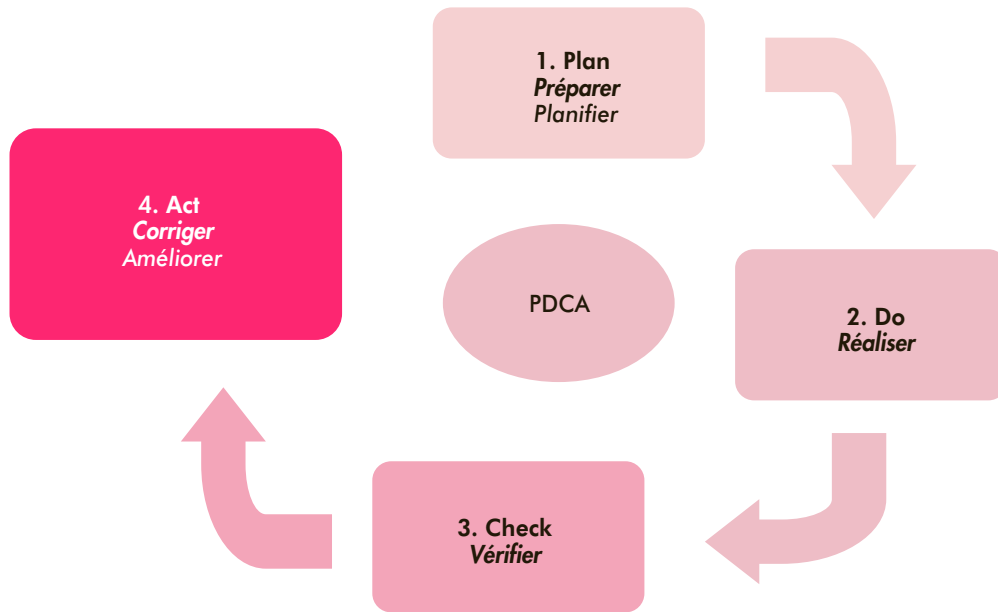 1. Plan
Préparer
Planifier
4. Act
Corriger
Améliorer
PDCA
2. Do
Réaliser
3. Check
Vérifier